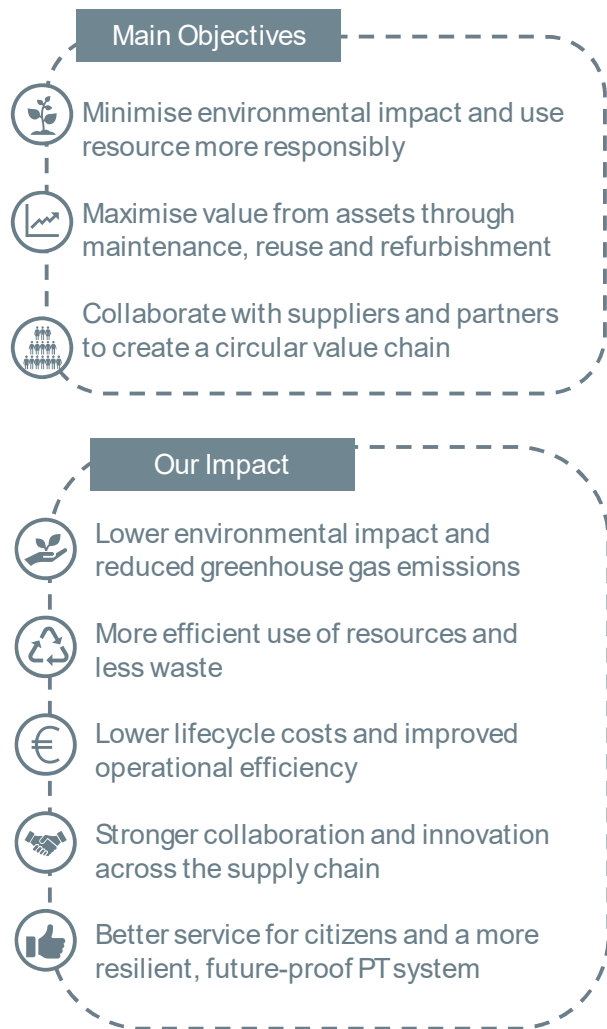 Main Objectives
Minimise environmental impact and use
resource more responsibly
Maximise value from assets through
maintenance, reuse and refurbishment
Collaborate with suppliers and partners
to create a circular value chain
Our Impact
Lower environmental impact and
reduced greenhouse gas emissions
More efficient use of resources and
less waste
€
Lower lifecycle costs and improved
operational efficiency
Stronger collaboration and innovation
across the supply chain
Better service for citizens and a more
resilient, future-proof PT system